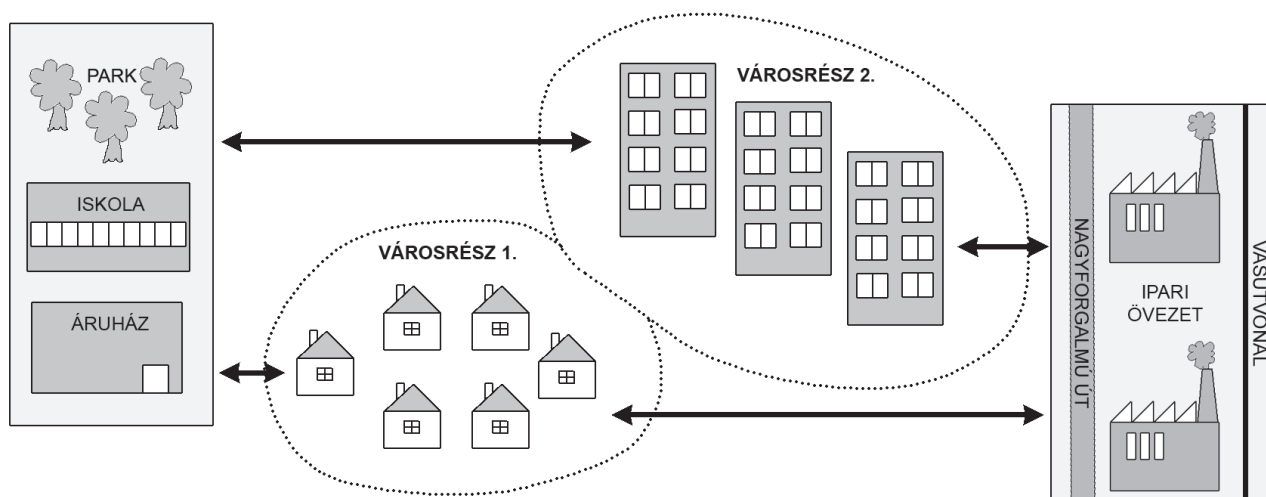 PARK
ISKOLA
ÁRUHÁZ
VÁROSRÉSZ 1.
VÁROSRÉSZ 2.
NAGYFORGALMÚ ÚT
IPARI
ÖVEZET
VASÚTVONAL